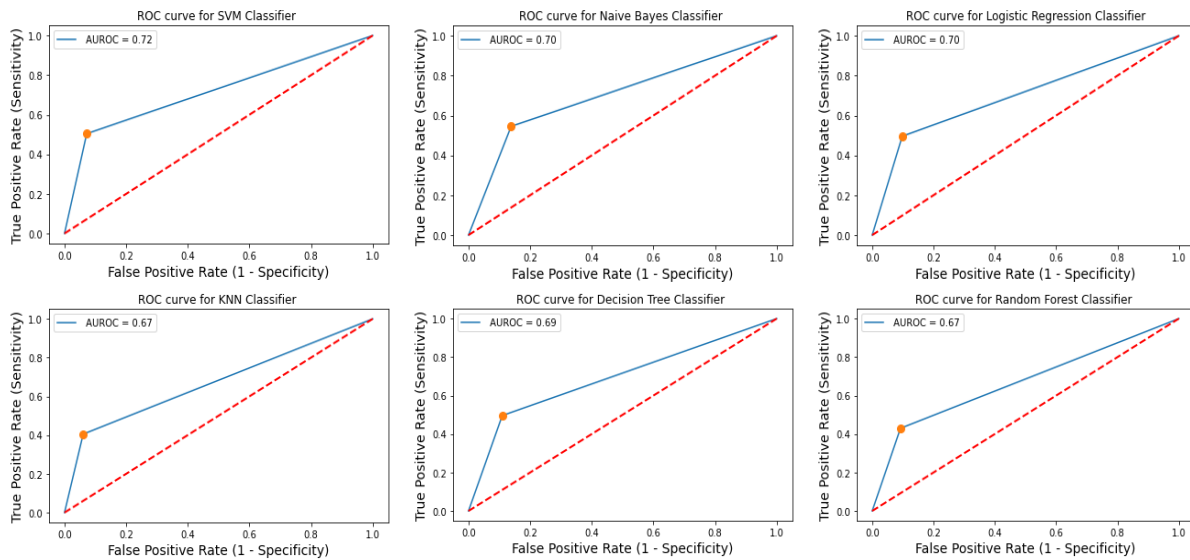 ROC curve for SVM Classifier
AUROC = 0.72
True Positive Rate (Sensitivity)
1.0
0.8
0.6
0.4
0.2
0.0
0.0 0.2 0.4 0.6 0.8 1.0
False Positive Rate (1 - Specificity)
ROC curve for Naive Bayes Classifier
AUROC = 0.70
True Positive Rate (Sensitivity)
1.0
0.8
0.6
0.4
0.2
0.0
0.0 0.2 0.4 0.6 0.8 1.0
False Positive Rate (1 - Specificity)
ROC curve for Logistic Regression Classifier
AUROC = 0.70
True Positive Rate (Sensitivity)
1.0
0.8
0.6
0.4
0.2
0.0
0.0 0.2 0.4 0.6 0.8 1.0
False Positive Rate (1 - Specificity)
ROC curve for KNN Classifier
AUROC = 0.67
True Positive Rate (Sensitivity)
1.0
0.8
0.6
0.4
0.2
0.0
0.0 0.2 0.4 0.6 0.8 1.0
False Positive Rate (1 - Specificity)
ROC curve for Decision Tree Classifier
AUROC = 0.69
True Positive Rate (Sensitivity)
1.0
0.8
0.6
0.4
0.2
0.0
0.0 0.2 0.4 0.6 0.8 1.0
False Positive Rate (1 - Specificity)
ROC curve for Random Forest Classifier
AUROC = 0.67
True Positive Rate (Sensitivity)
1.0
0.8
0.6
0.4
0.2
0.0
0.0 0.2 0.4 0.6 0.8 1.0
False Positive Rate (1 - Specificity)